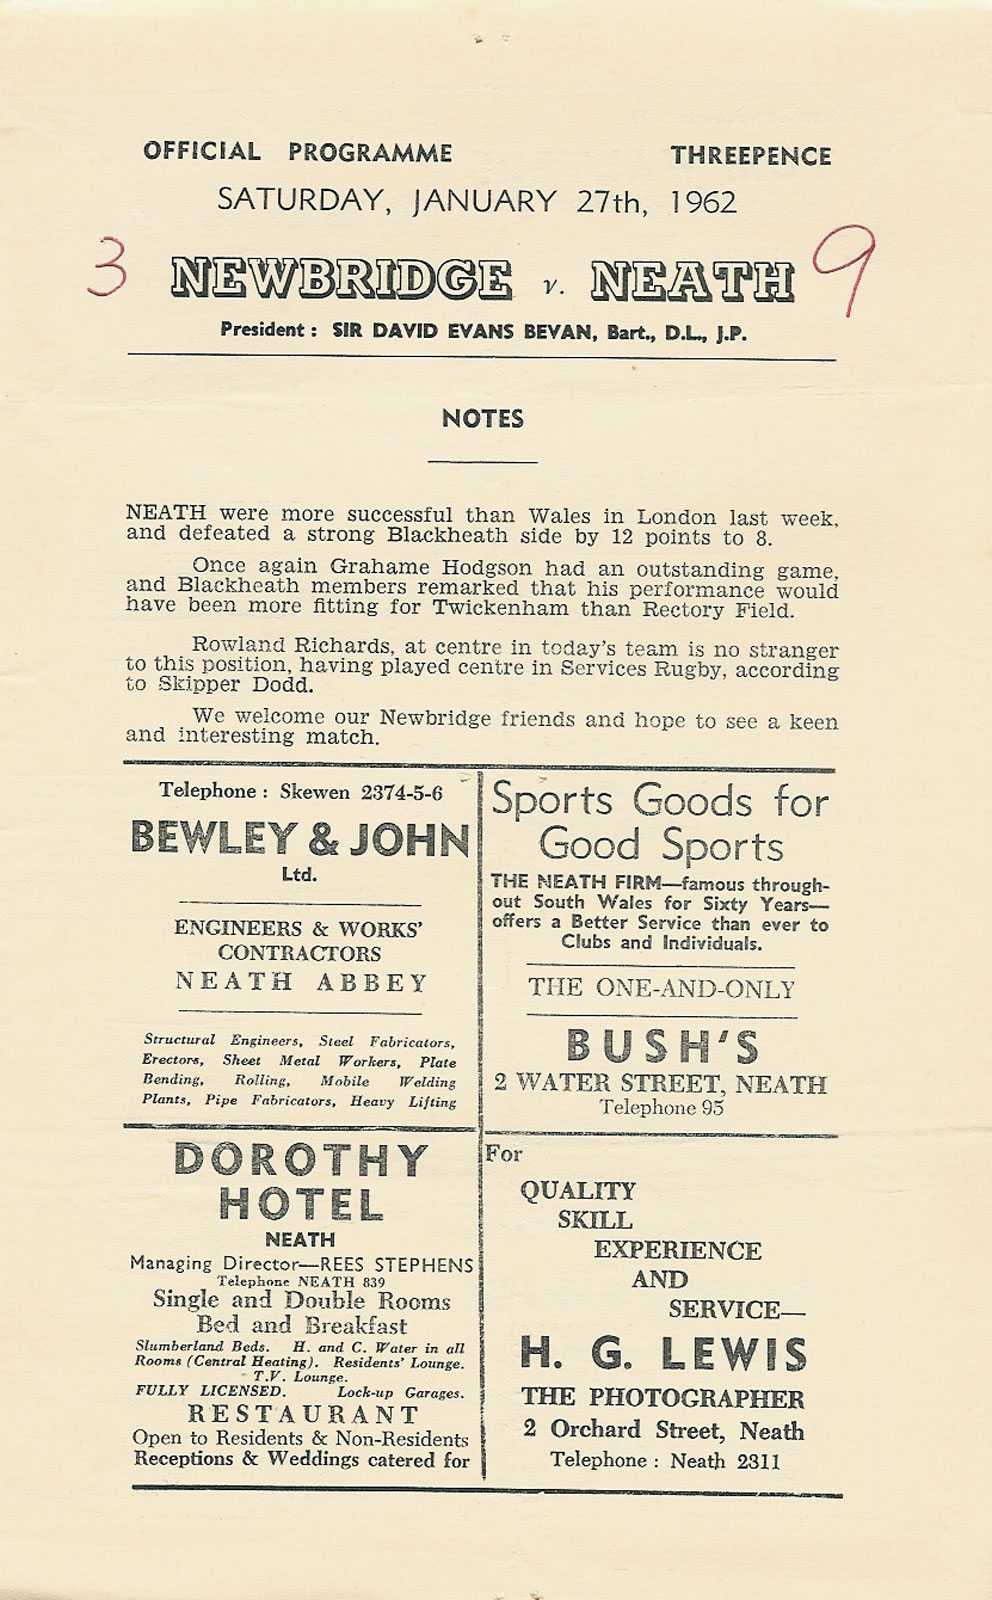 OFFICIAL PROGRAMME THREEPENCE
SATURDAY, JANUARY 27th, 1962
3 NEWBRIDGE v. NEATH 9
President : SIR DAVID EVANS BEVAN, Bart., D.L., J.P.
NOTES
NEATH were more successful than Wales in London last week,
and defeated a strong Blackheath side by 12 points to 8.
Once again Grahame Hodgson had an outstanding game,
and Blackheath members remarked that his performance would
have been more fitting for Twickenham than Rectory Field.
Rowland Richards, at centre in today's team is no stranger
to this position, having played centre in Services Rugby, according
to Skipper Dodd.
We welcome our Newbridge friends and hope to see a keen
and interesting match.
Telephone : Skewen 2374-5-6
BEWLEY & JOHN
Ltd.
ENGINEERS & WORKS'
CONTRACTORS
NEATH ABBEY
Structural Engineers, Steel Fabricators,
Erectors, Sheet Metal Workers, Plate
Bending, Rolling, Mobile Welding
Plants, Pipe Fabricators, Heavy Lifting
Sports Goods for
Good Sports
THE NEATH FIRM—famous through-
out South Wales for Sixty Years—
offers a Better Service than ever to
Clubs and Individuals.
THE ONE-AND-ONLY
BUSH'S
2 WATER STREET, NEATH
Telephone 95
DOROTHY
HOTEL
NEATH
Managing Director—REES STEPHENS
Telephone NEATH 839
Single and Double Rooms
Bed and Breakfast
Slumberland Beds. H. and C. Water in all
Rooms (Central Heating). Residents' Lounge.
T.V. Lounge.
FULLY LICENSED. Lock-up Garages.
RESTAURANT
Open to Residents & Non-Residents
Receptions & Weddings catered for
For
QUALITY
SKILL
EXPERIENCE
AND
SERVICE—
H. G. LEWIS
THE PHOTOGRAPHER
2 Orchard Street, Neath
Telephone : Neath 2311